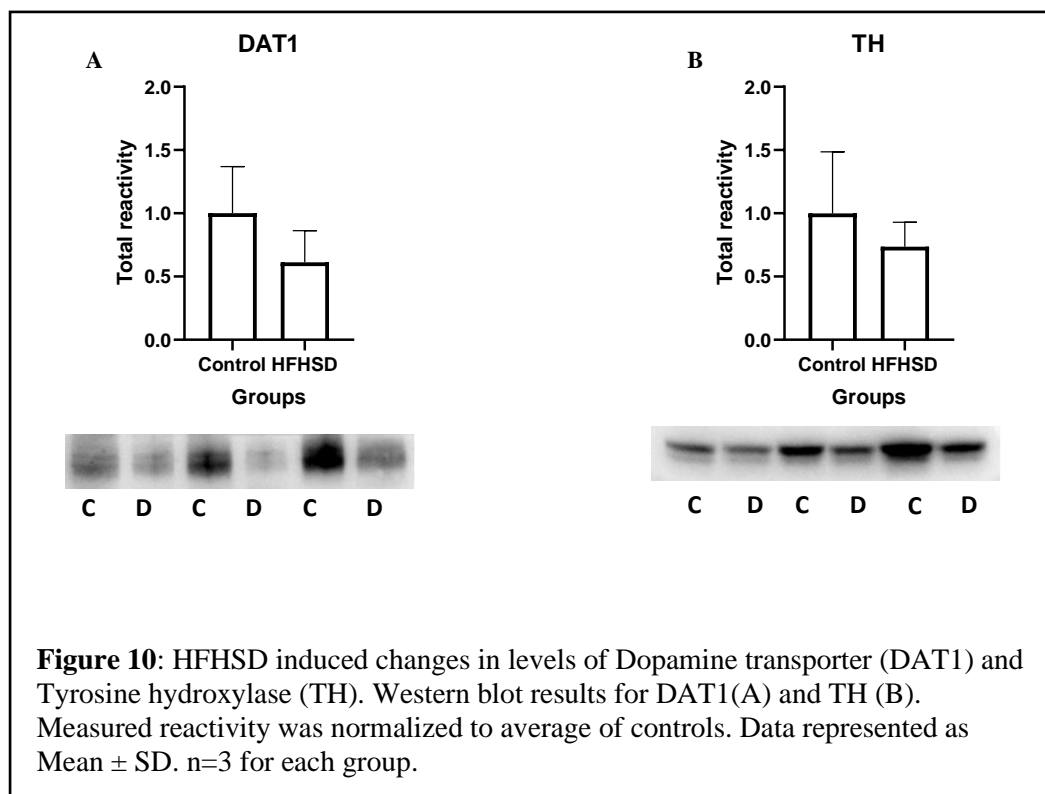 A
DAT1
2.0
1.5
1.0
0.5
0.0
Total reactivity
Control HFHSD
Groups
C D C D C D
B
TH
2.0
1.5
1.0
0.5
0.0
Total reactivity
Control HFHSD
Groups
C D C D C D
Figure 10: HFHSD induced changes in levels of Dopamine transporter (DAT1) and
Tyrosine hydroxylase (TH). Western blot results for DAT1(A) and TH (B).
Measured reactivity was normalized to average of controls. Data represented as
Mean ± SD. n=3 for each group.